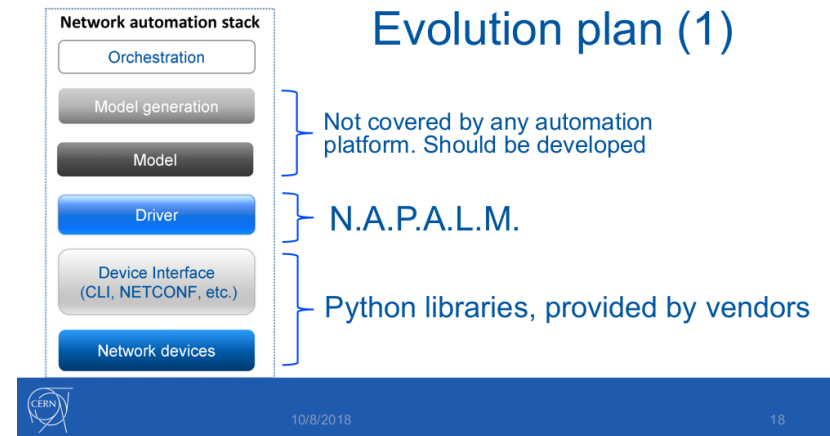 Network automation stack
Evolution plan (1)
Orchestration
Model generation
Model
Not covered by any automation
platform. Should be developed
Driver
N.A.P.A.L.M.
Device Interface
(CLI, NETCONF, etc.)
Python libraries, provided by vendors
Network devices
CERN
10/8/2018
18